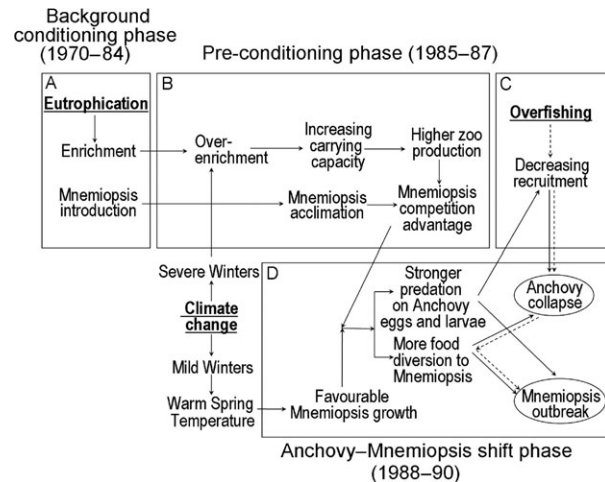 Background
conditioning phase
(1970–84)
Pre-conditioning phase (1985–87)
A
Eutrophication
Enrichment
Mnemiopsis
introduction
B
Over-
enrichment
Increasing
carrying
capacity
Higher zoo
production
Mnemiopsis
acclimation
Mnemiopsis
competition
advantage
C
Overfishing
Decreasing
recruitment
Severe Winters
Climate
change
Mild Winters
Warm Spring
Temperature
D
Stronger
predation
on Anchovy
eggs and larvae
More food
diversion to
Mnemiopsis
Favourable
Mnemiopsis growth
Anchovy
collapse
Mnemiopsis
outbreak
Anchovy–Mnemiopsis shift phase
(1988–90)